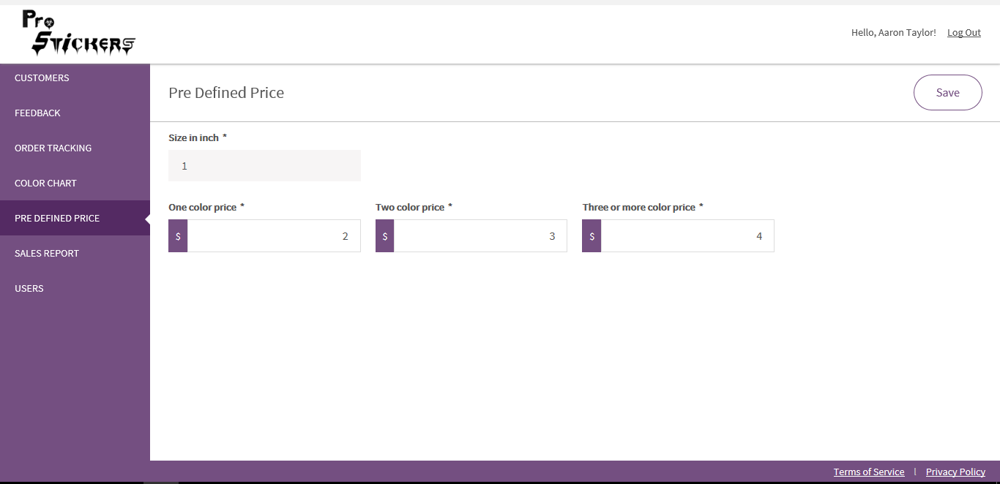 Pro
Stickers
Hello, Aaron Taylor! Log Out
CUSTOMERS
FEEDBACK
ORDER TRACKING
COLOR CHART
PRE DEFINED PRICE
SALES REPORT
USERS
Pre Defined Price
Save
Size in inch *
1
One color price * Two color price * Three or more color price *
$ 2 $ 3 $ 4
Terms of Service | Privacy Policy